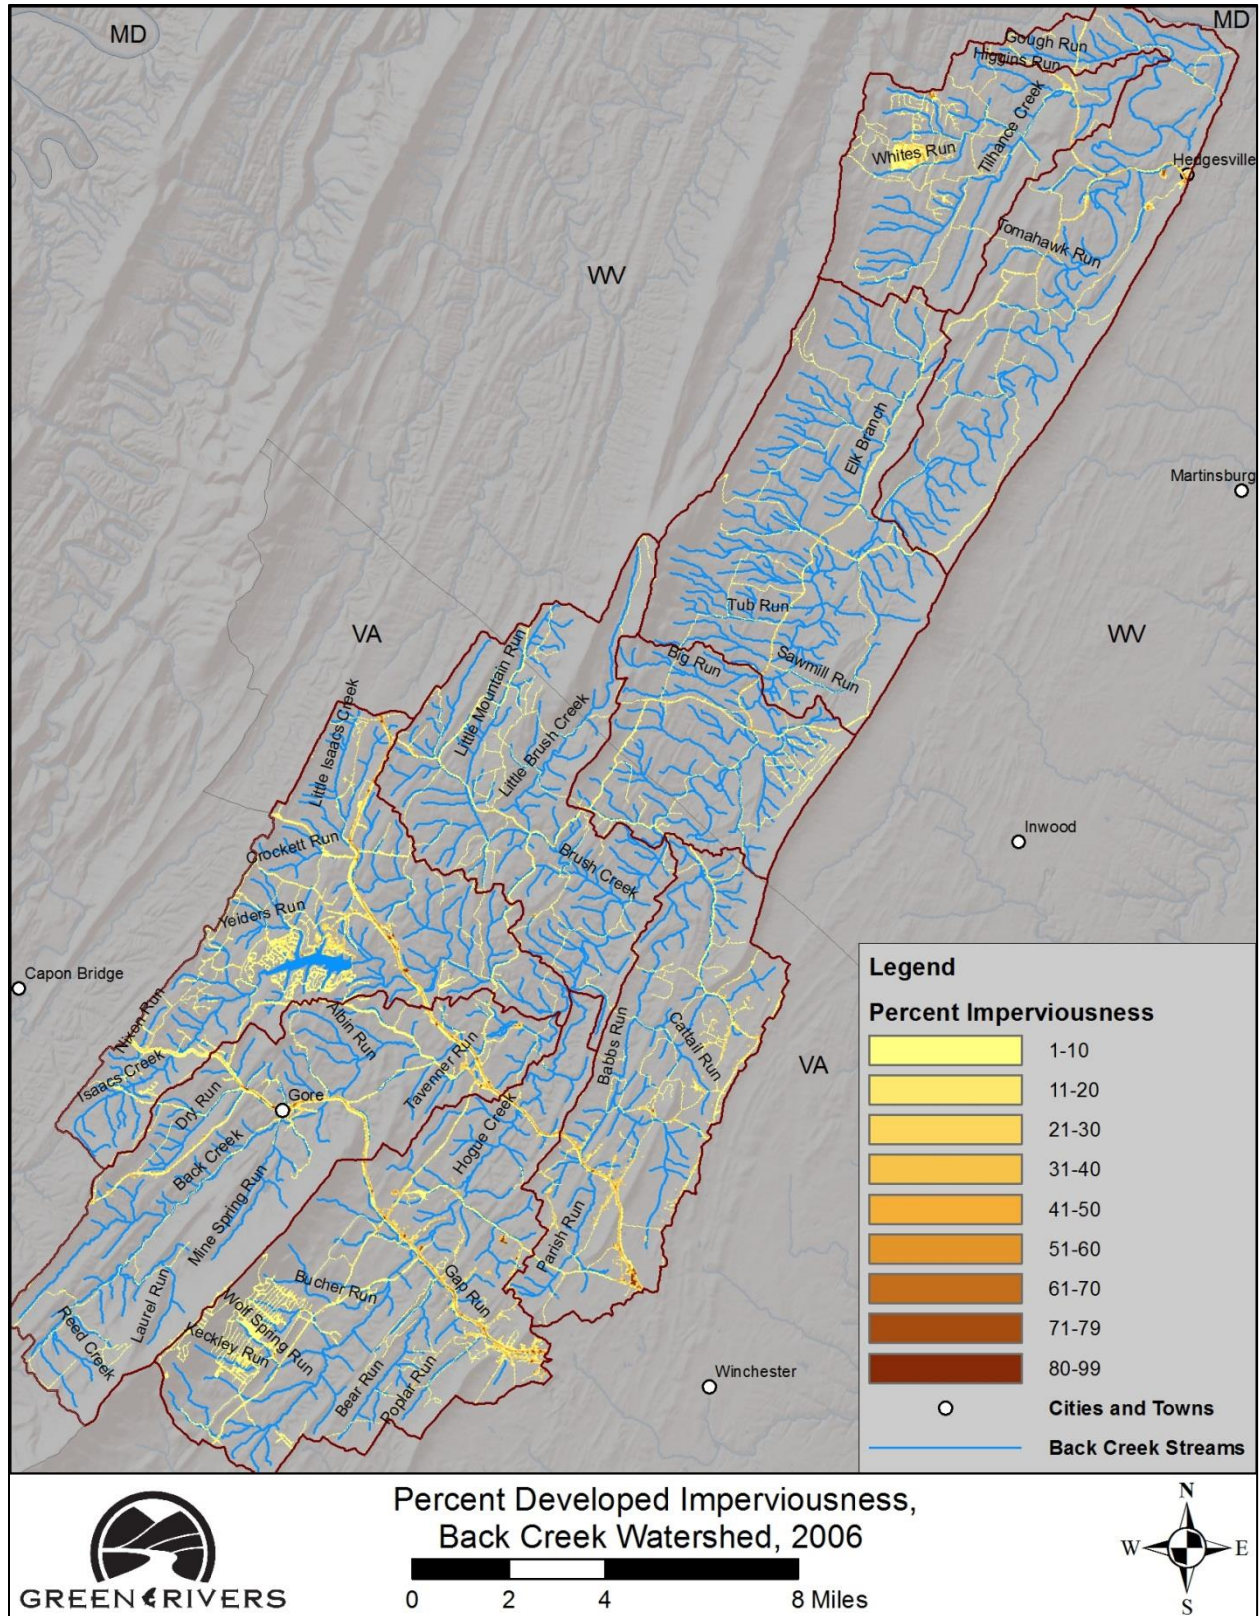 MD
MD
Gough Run
Higgins Run
Tilhance Creek
Whites Run
Hedgesville
Tomahawk Run
WV
Elk Branch
Martinsburg
Tub Run
WV
VA
Little Mountain Run
Big Run
Sawmill Run
Little Isaacs Creek
Little Brush Creek
Inwood
Crockett Run
Brush Creek
Yeiders Run
Capon Bridge
Nixon Run
Albin Run
Babbs Run
Cattail Run
VA
Isaacs Creek
Tavenner Run
Dry Run
Gore
Hogue Creek
Back Creek
Mine Spring Run
Parish Run
Gap Run
Bucher Run
Laurel Run
Wolf Spring Run
Reed Creek
Keckley Run
Bear Run
Poplar Run
Winchester
Legend
Percent Imperviousness
1-10
11-20
21-30
31-40
41-50
51-60
61-70
71-79
80-99
Cities and Towns
Back Creek Streams
GREEN RIVERS
Percent Developed Imperviousness,
Back Creek Watershed, 2006
0 2 4 8 Miles
N
W E
S